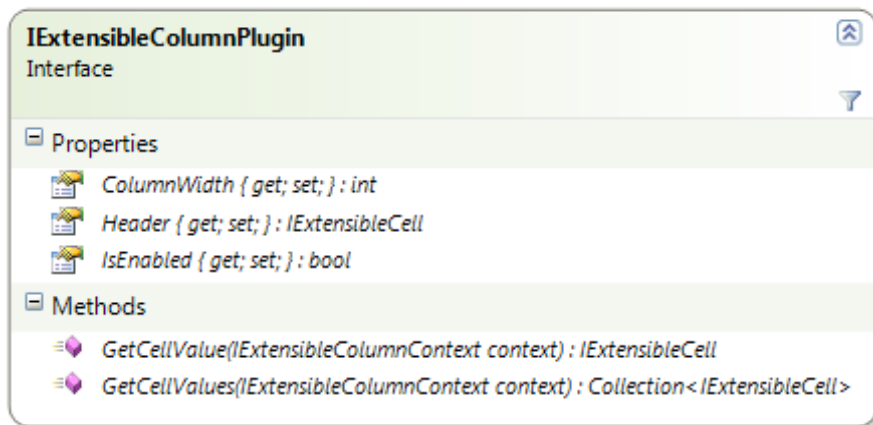 IExtensibleColumnPlugin
Interface
Properties
ColumnWidth { get; set; } : int
Header { get; set; } : IExtensibleCell
IsEnabled { get; set; } : bool
Methods
GetCellValue(IExtensibleColumnContext context) : IExtensibleCell
GetCellValues(IExtensibleColumnContext context) : Collection<IExtensibleCell>